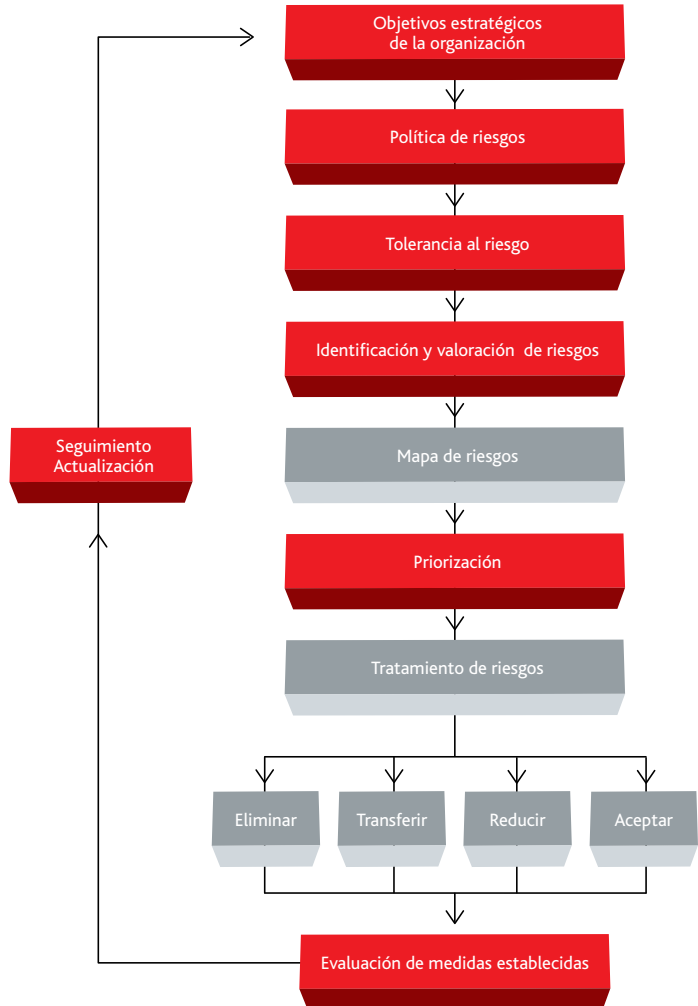 Objetivos estratégicos
de la organización
Política de riesgos
Tolerancia al riesgo
Identificación y valoración de riesgos
Mapa de riesgos
Seguimiento
Actualización
Priorización
Tratamiento de riesgos
Eliminar
Transferir
Reducir
Aceptar
Evaluación de medidas establecidas